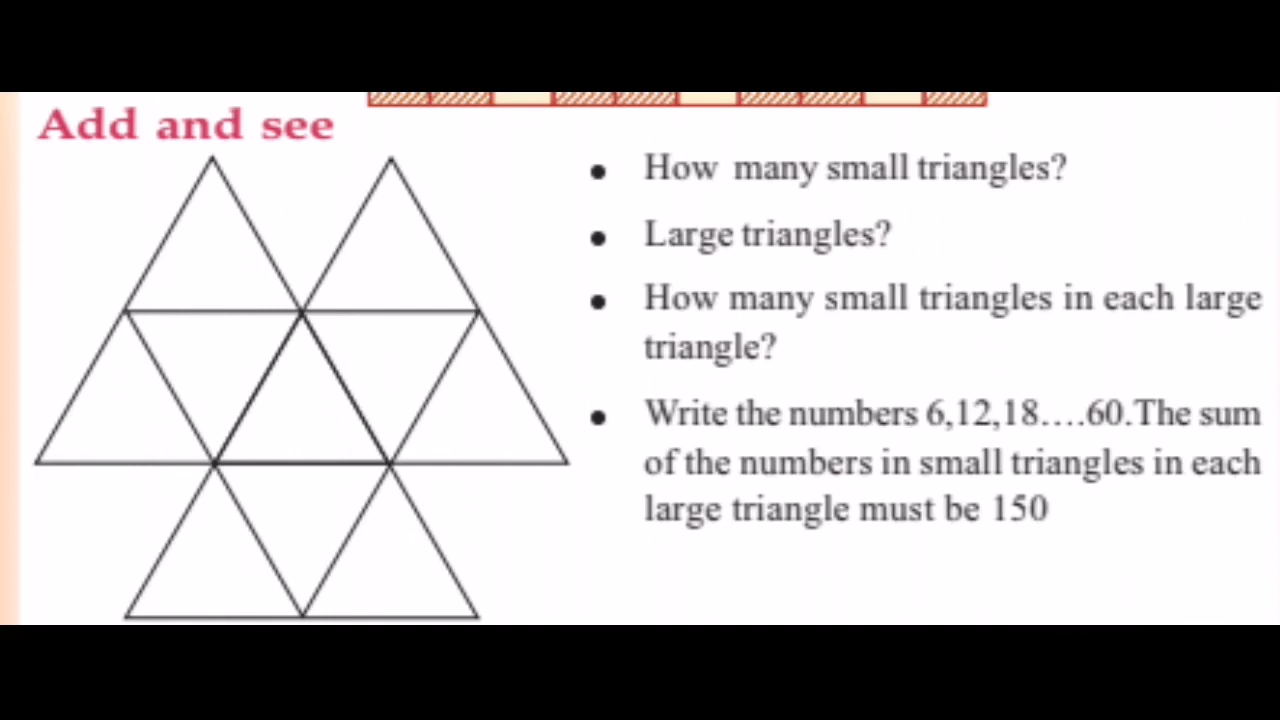 Add and see
• How many small triangles?
• Large triangles?
• How many small triangles in each large
triangle?
• Write the numbers 6,12,18....60.The sum
of the numbers in small triangles in each
large triangle must be 150